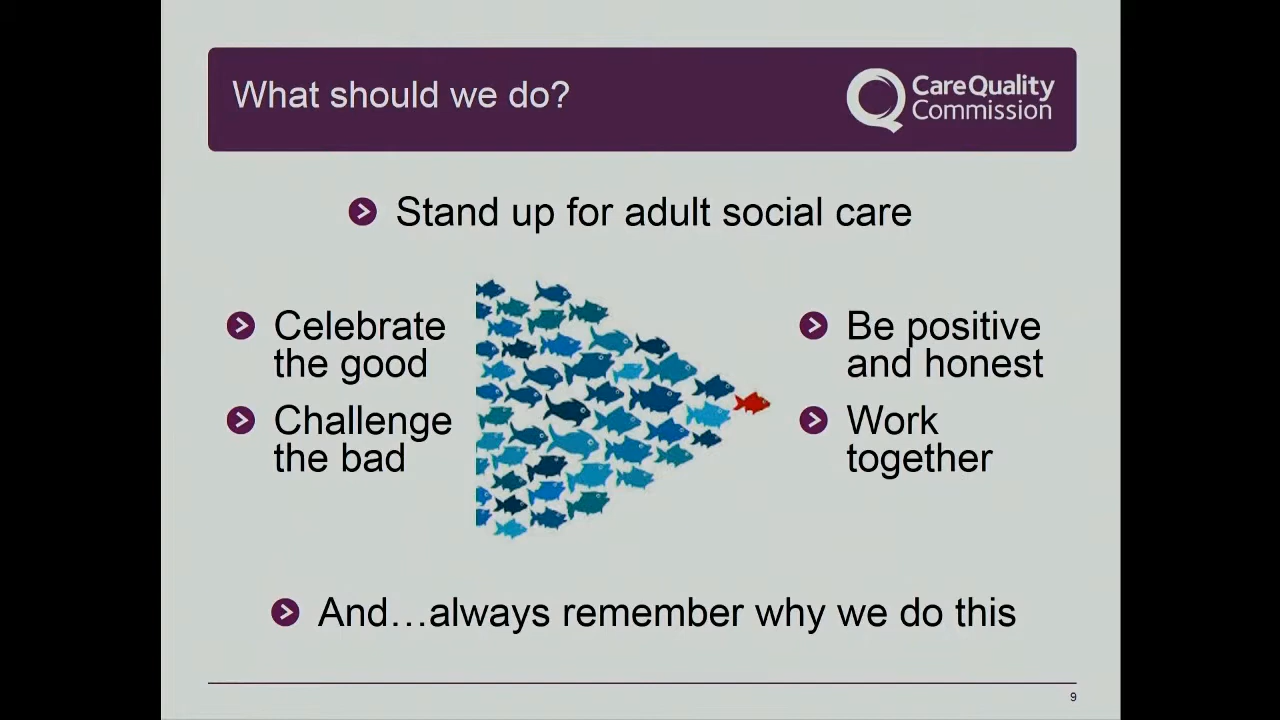 What should we do?
CareQuality
Commission
Stand up for adult social care
Celebrate
the good
Challenge
the bad
Be positive
and honest
Work
together
And…always remember why we do this
9